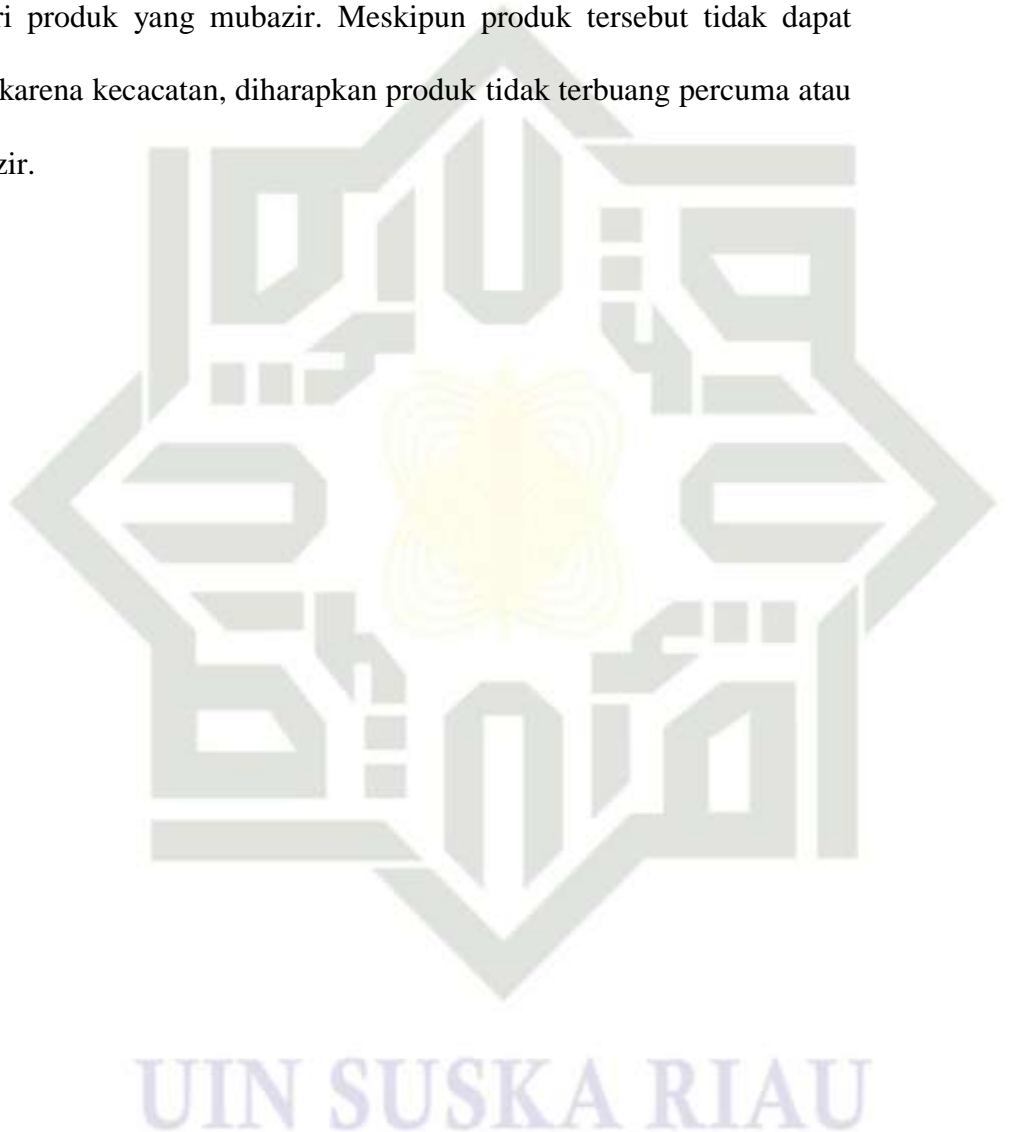 ri produk yang mubazir. Meskipun produk tersebut tidak dapat
karena kecacatan, diharapkan produk tidak terbuang percuma atau
zir.
UIN SUSKA RIAU